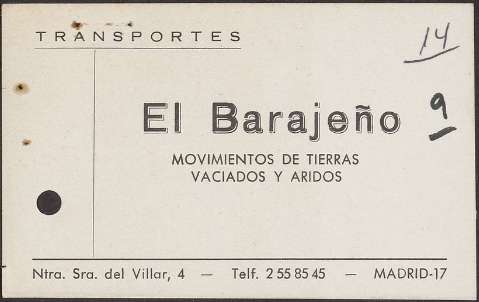 TRANSPORTES
14
El Barajeño
9
MOVIMIENTOS DE TIERRAS
VACIADOS Y ARIDOS
Ntra. Sra. del Villar, 4 — Telf. 2 55 85 45 — MADRID-17